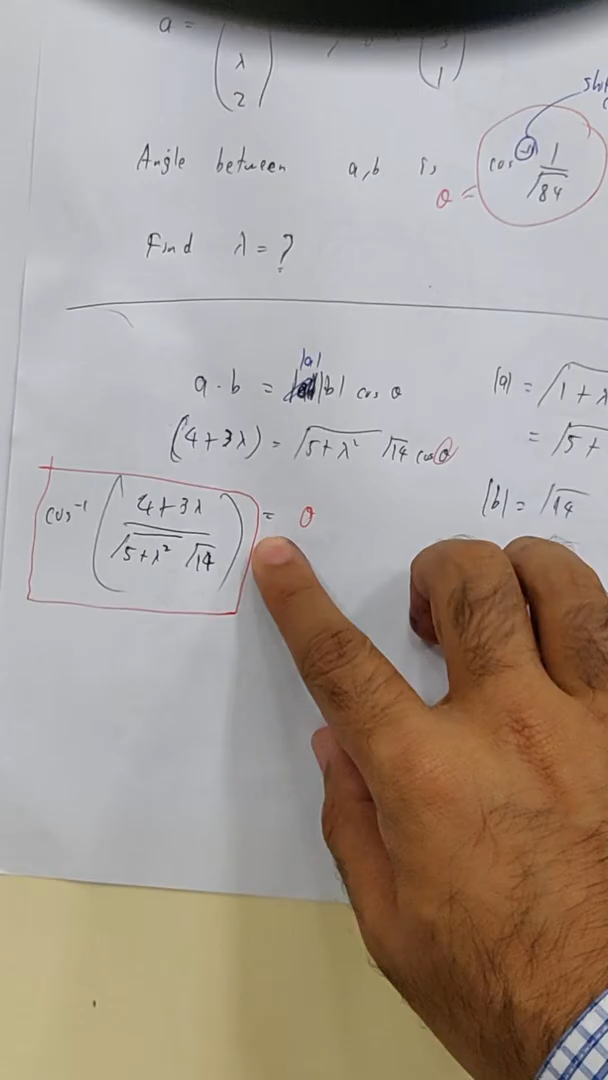 a =
λ
2
1
Angle between a,b is
θ = cos⁻¹ 1/√84
Find λ = ?
|a|
a · b = |b| cos θ
(4+3λ) = √5+λ² √14 cos θ
cos⁻¹ (4+3λ / √5+λ² √14) = θ
|a| = √1+λ
= √5+
|b| = √14